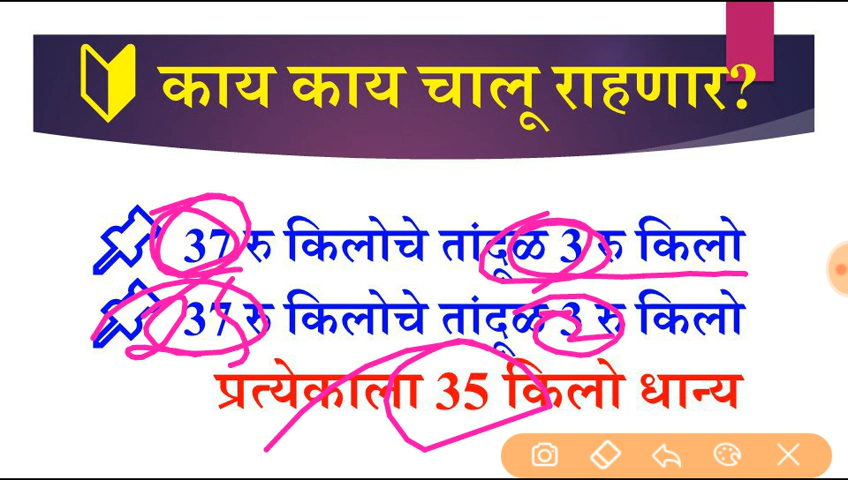 काय काय चालू राहणार?
37 रु किलोचे तांदूळ 3 रु किलो
37 रु किलोचे तांदूळ 3 रु किलो
प्रत्येकाला 35 किलो धान्य